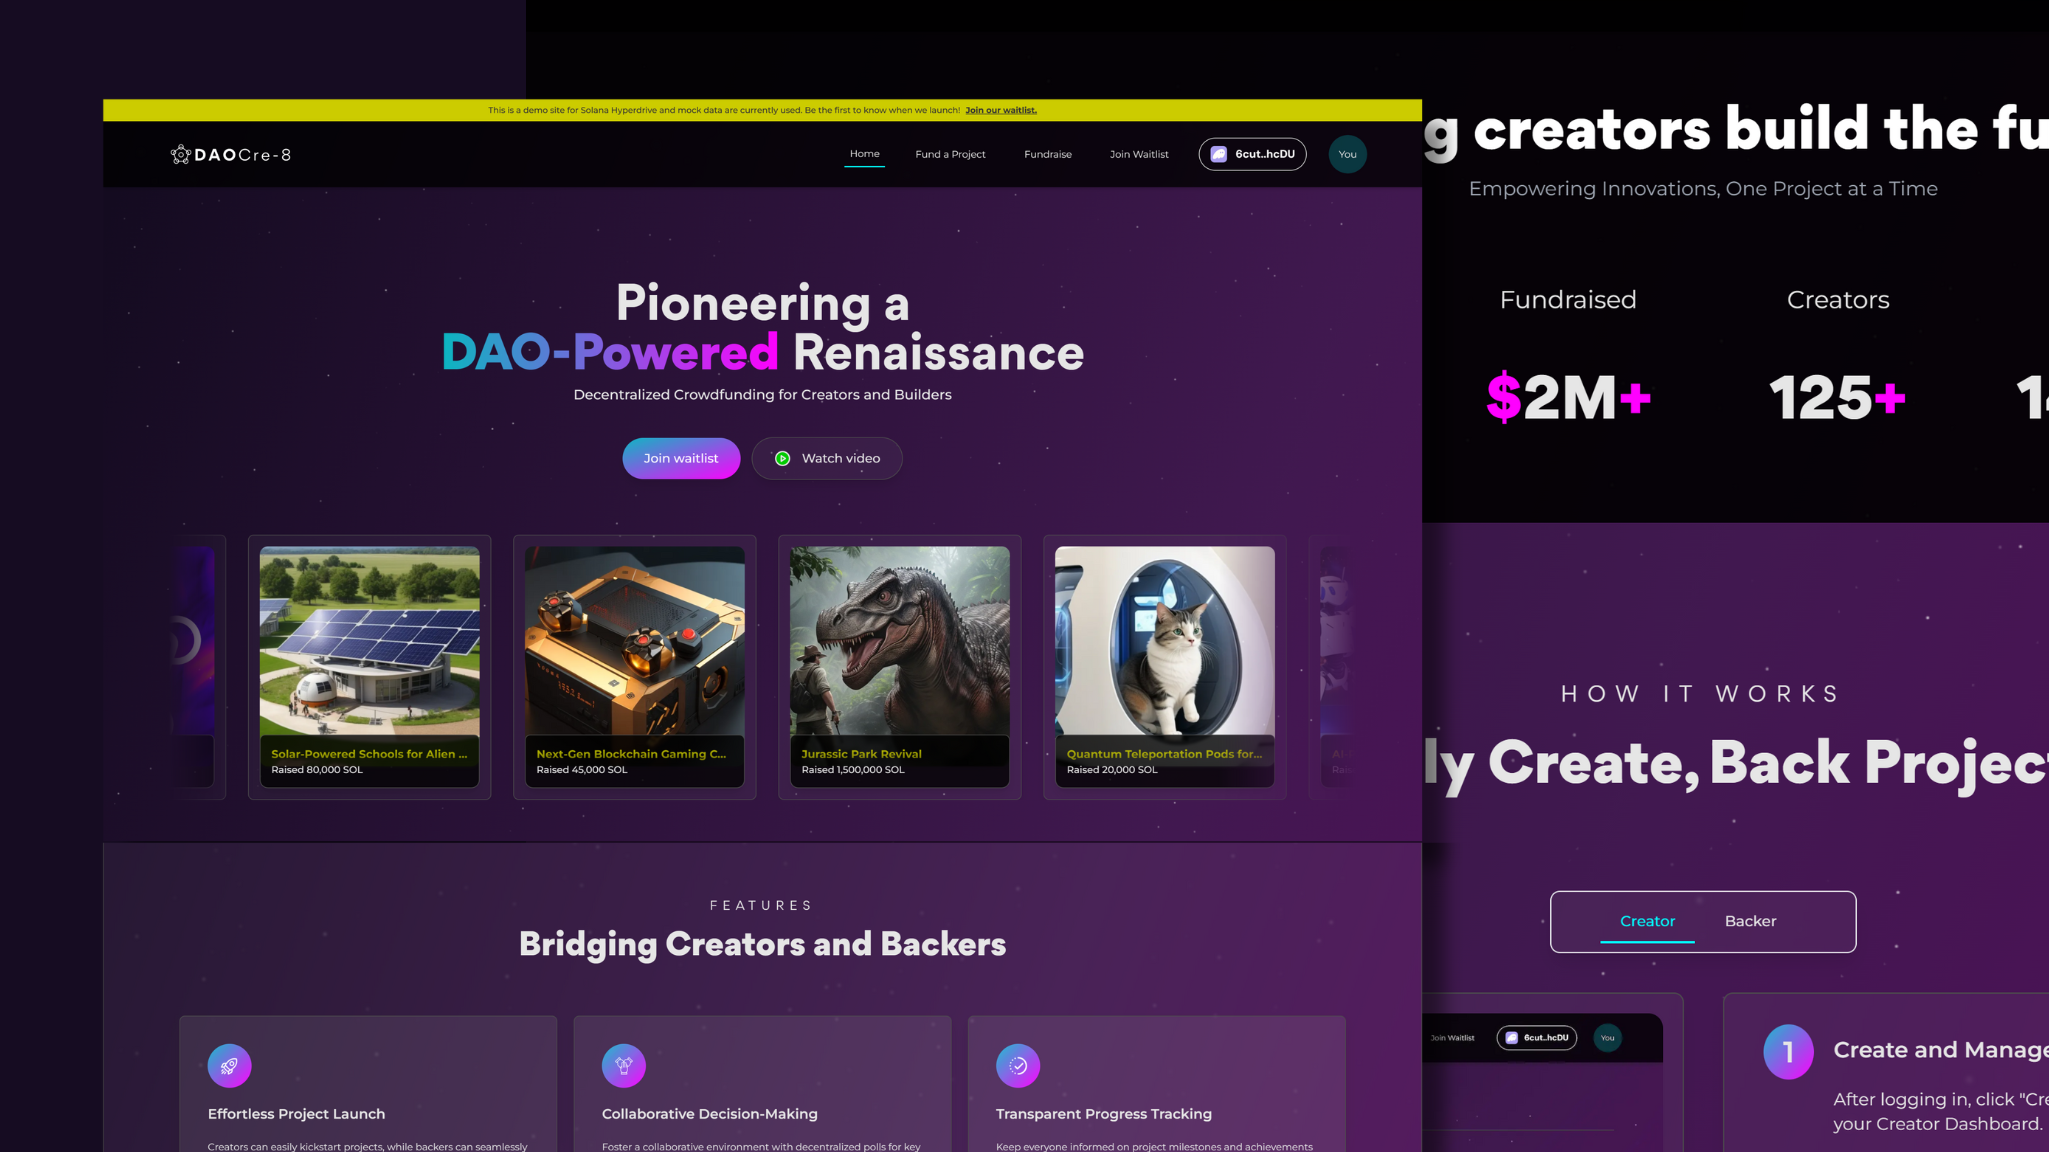 This is a demo site for Solana Hyperdrive and mock data are currently used. Be the first to know when we launch! Join our waitlist.
DAOCre-8
Home
Fund a Project
Fundraise
Join Waitlist
6cut..hcDU
You
Pioneering a
DAO-Powered Renaissance
Decentralized Crowdfunding for Creators and Builders
Join waitlist
Watch video
Solar-Powered Schools for Alien ...
Raised 80,000 SOL
Next-Gen Blockchain Gaming C...
Raised 45,000 SOL
Jurassic Park Revival
Raised 1,500,000 SOL
Quantum Teleportation Pods for...
Raised 20,000 SOL
FEATURES
Bridging Creators and Backers
Effortless Project Launch
Creators can easily kickstart projects, while backers can seamlessly
Collaborative Decision-Making
Foster a collaborative environment with decentralized polls for key
Transparent Progress Tracking
Keep everyone informed on project milestones and achievements
g creators build the fu
Empowering Innovations, One Project at a Time
Fundraised
$2M+
Creators
125+
HOW IT WORKS
ly Create, Back Project
Creator
Backer
Join Waitlist
6cut..hcDU
You
1
Create and Manage
After logging in, click "Cre
your Creator Dashboard.